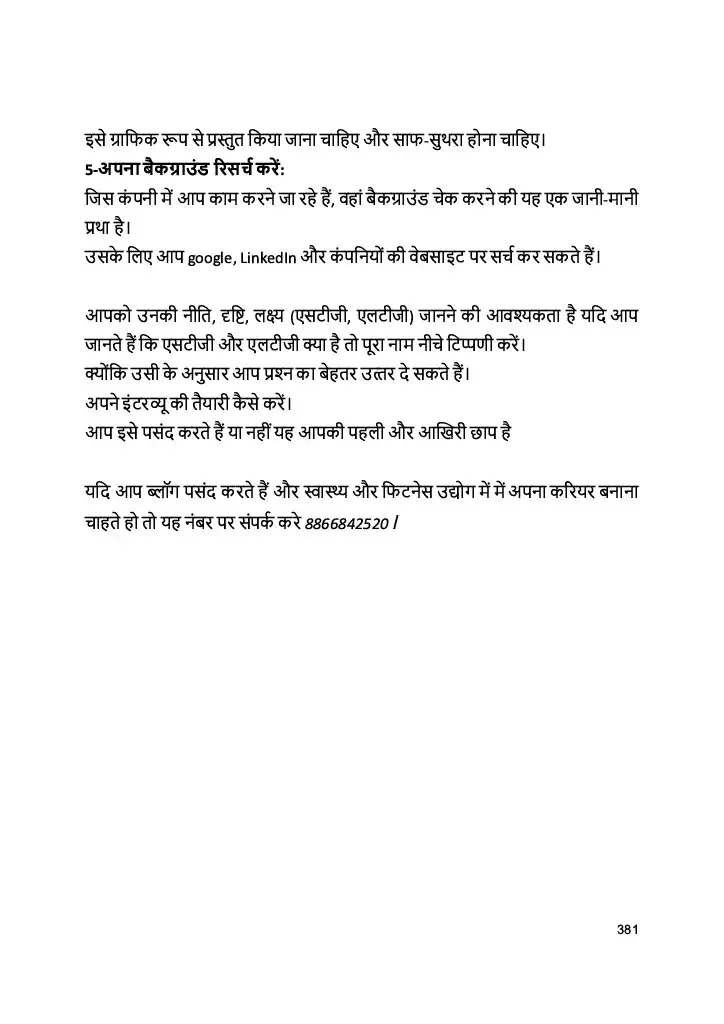 इसे ग्राफिक रूप से प्रस्तुत किया जाना चाहिए और साफ-सुथरा होना चाहिए।
5-अपना बैकग्राउंड रिसर्च करें:
जिस कंपनी में आप काम करने जा रहे हैं, वहां बैकग्राउंड चेक करने की यह एक जानी-मानी
प्रथा है।
उसके लिए आप google, LinkedIn और कंपनियों की वेबसाइट पर सर्च कर सकते हैं।
आपको उनकी नीति, दृष्टि, लक्ष्य (एसटीजी, एलटीजी) जानने की आवश्यकता है यदि आप
जानते हैं कि एसटीजी और एलटीजी क्या है तो पूरा नाम नीचे टिप्पणी करें।
क्योंकि उसी के अनुसार आप प्रश्न का बेहतर उत्तर दे सकते हैं।
अपने इंटरव्यू की तैयारी कैसे करें।
आप इसे पसंद करते हैं या नहीं यह आपकी पहली और आखिरी छाप है
यदि आप ब्लॉग पसंद करते हैं और स्वास्थ्य और फिटनेस उद्योग में में अपना करियर बनाना
चाहते हो तो यह नंबर पर संपर्क करे 8866842520 /
381